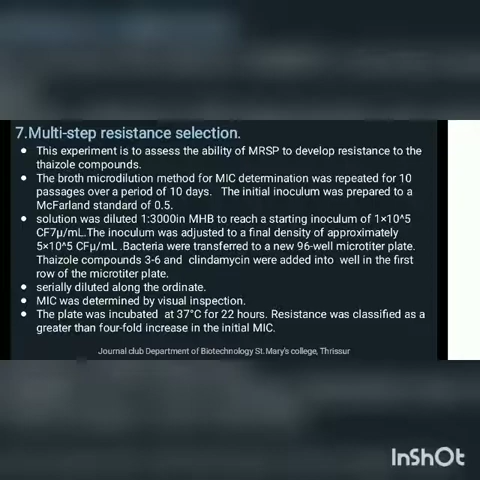 7.Multi-step resistance selection.
This experiment is to assess the ability of MRSP to develop resistance to the
thaizole compounds.
The broth microdilution method for MIC determination was repeated for 10
passages over a period of 10 days. The initial inoculum was prepared to a
McFarland standard of 0.5.
solution was diluted 1:3000in MHB to reach a starting inoculum of 1×10^5
CF7µ/mL.The inoculum was adjusted to a final density of approximately
5×10^5 CFµ/mL .Bacteria were transferred to a new 96-well microtiter plate.
Thaizole compounds 3-6 and clindamycin were added into well in the first
row of the microtiter plate.
serially diluted along the ordinate.
MIC was determined by visual inspection.
The plate was incubated at 37°C for 22 hours. Resistance was classified as a
greater than four-fold increase in the initial MIC.
Journal club Department of Biotechnology St.Mary's college, Thrissur
InShOt